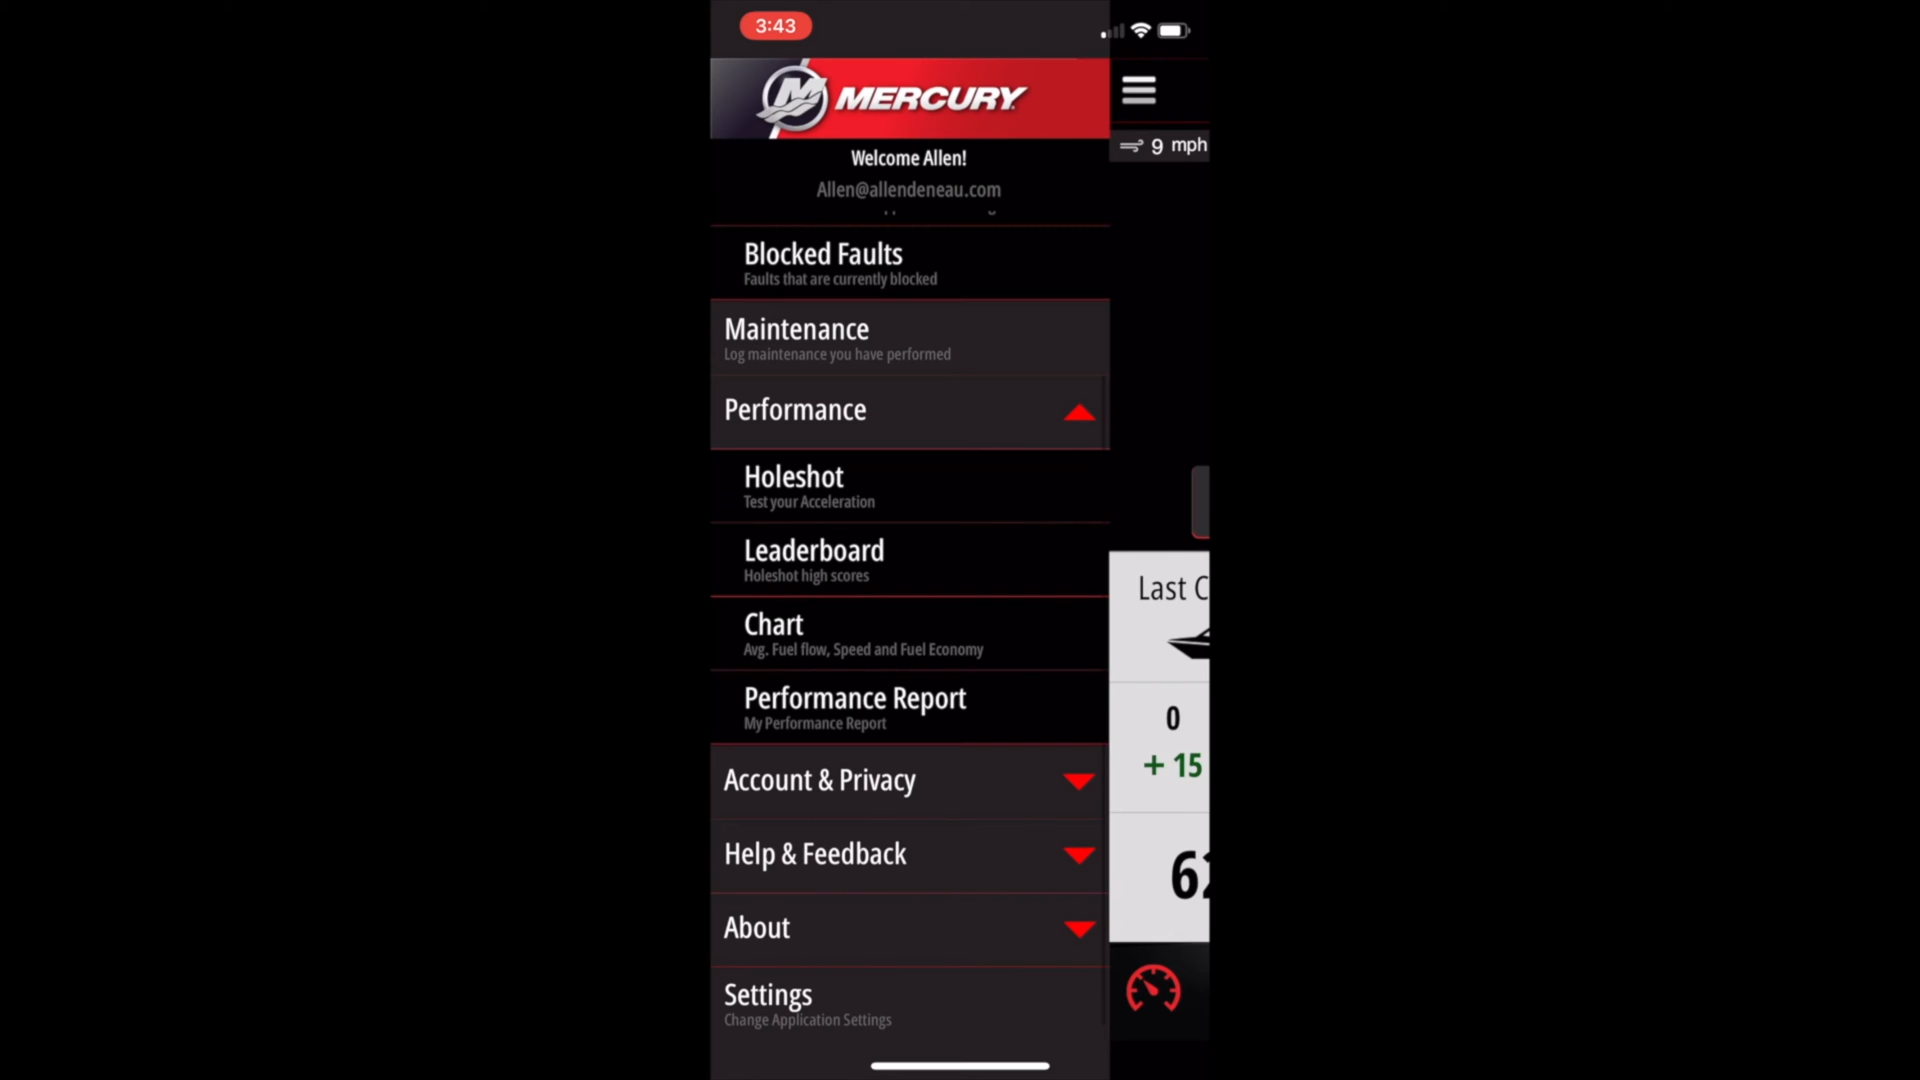 3:43
MERCURY
9 mph
Welcome Allen!
Allen@allendeneau.com
Blocked Faults
Faults that are currently blocked
Maintenance
Log maintenance you have performed
Performance
Holeshot
Test your Acceleration
Leaderboard
Holeshot high scores
Last C
Chart
Avg. Fuel flow, Speed and Fuel Economy
Performance Report
My Performance Report
0
+ 15
Account & Privacy
Help & Feedback
62
About
Settings
Change Application Settings